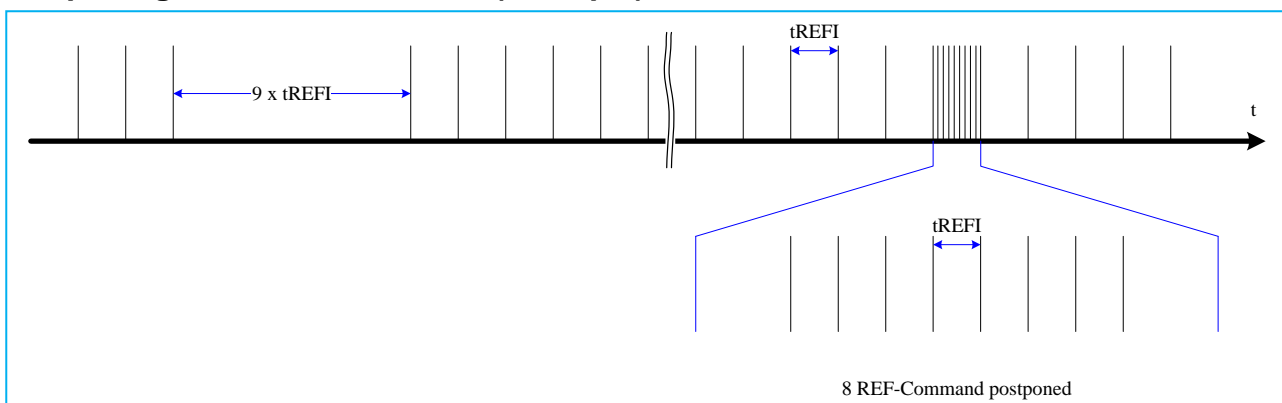 tREFI
9 x tREFI
t
tREFI
8 REF-Command postponed